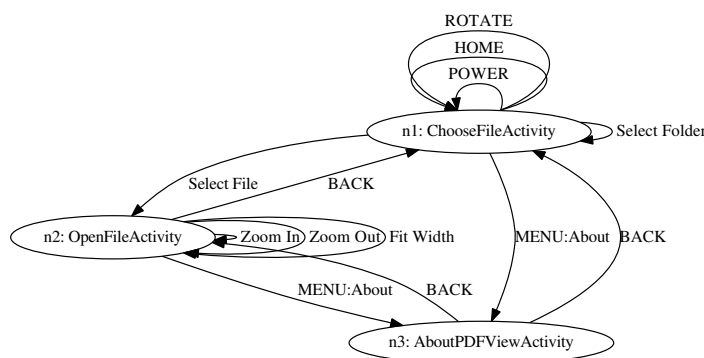 ROTATE
HOME
POWER
n1: ChooseFileActivity
Select Folder
Select File
BACK
n2: OpenFileActivity
Zoom In
Zoom Out
Fit Width
MENU:About
BACK
MENU:About
BACK
n3: AboutPDFViewActivity